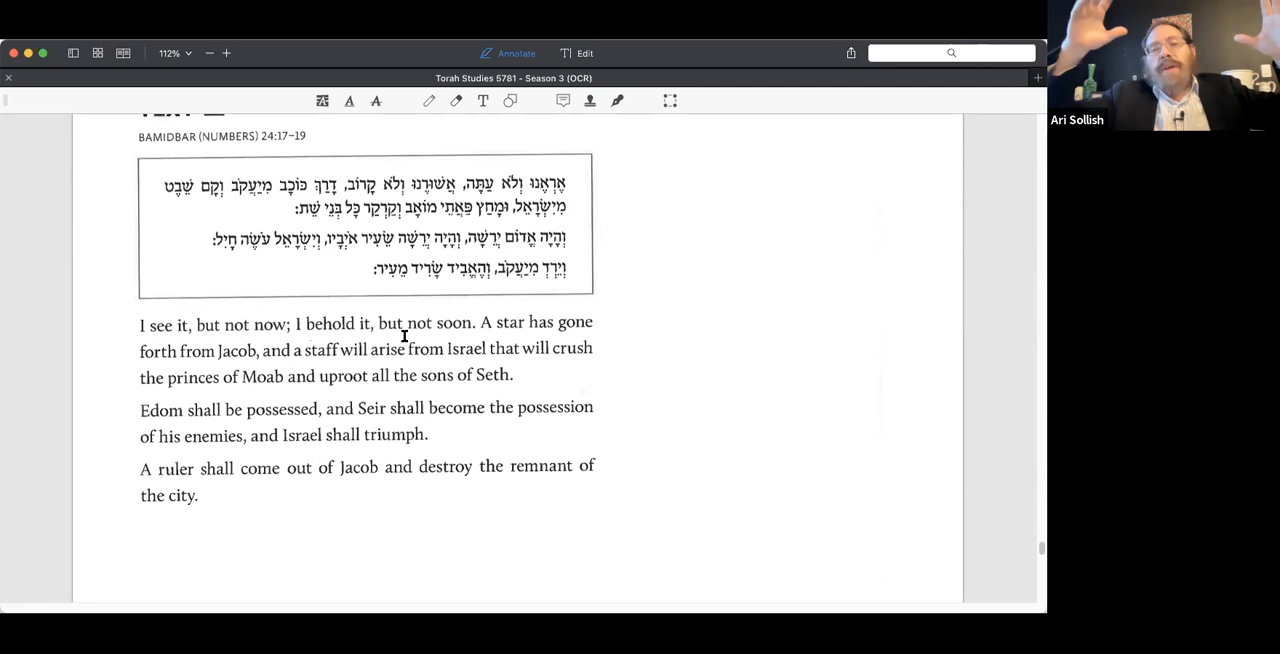 112%
Annotate
Edit
Torah Studies 5781 - Season 3 (OCR)
BAMIDBAR (NUMBERS) 24:17–19
אֶרְאֶנּוּ וְלֹא עַתָּה, אֲשׁוּרֶנּוּ וְלֹא קָרוֹב, דָּרַךְ כּוֹכָב מִיַּעֲקֹב וְקָם שֵׁבֶט
מִיִּשְׂרָאֵל, וּמָחַץ פַּאֲתֵי מוֹאָב וְקַרְקַר כָּל בְּנֵי שֵׁת:
וְהָיָה אֱדוֹם יְרֵשָׁה, וְהָיָה יְרֵשָׁה שֵׂעִיר אֹיְבָיו, וְיִשְׂרָאֵל עֹשֶׂה חָיִל:
וְיֵרְדְּ מִיַּעֲקֹב, וְהֶאֱבִיד שָׂרִיד מֵעִיר:
I see it, but not now; I behold it, but not soon. A star has gone
forth from Jacob, and a staff will arise from Israel that will crush
the princes of Moab and uproot all the sons of Seth.
Edom shall be possessed, and Seir shall become the possession
of his enemies, and Israel shall triumph.
A ruler shall come out of Jacob and destroy the remnant of
the city.
Ari Sollish